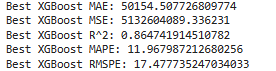 Best XGBoost MAE: 50154.507726809774
Best XGBoost MSE: 5132604089.336231
Best XGBoost R^2: 0.864741914510782
Best XGBoost MAPE: 11.967987212680256
Best XGBoost RMSPE: 17.477735247034033